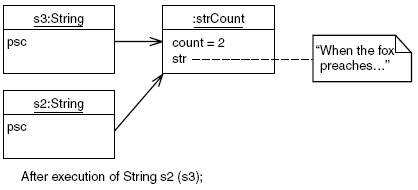 s3:String
psc
:strCount
count = 2
str
“When the fox
preaches…”
s2:String
psc
After execution of String s2 (s3);